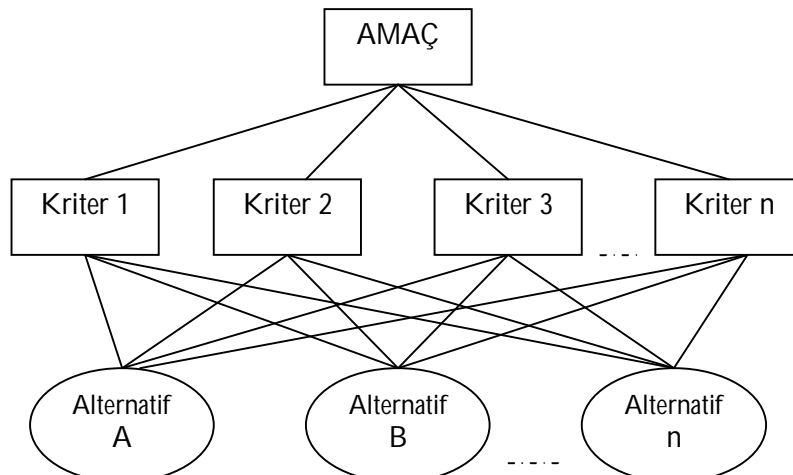 AMAÇ
Kriter 1
Kriter 2
Kriter 3
Kriter n
Alternatif
A
Alternatif
B
Alternatif
n